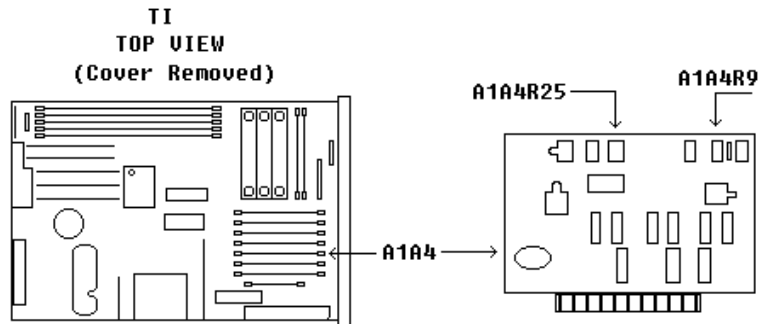 TI
TOP VIEW
(Cover Removed)
A1A4R25
A1A4R9
A1A4